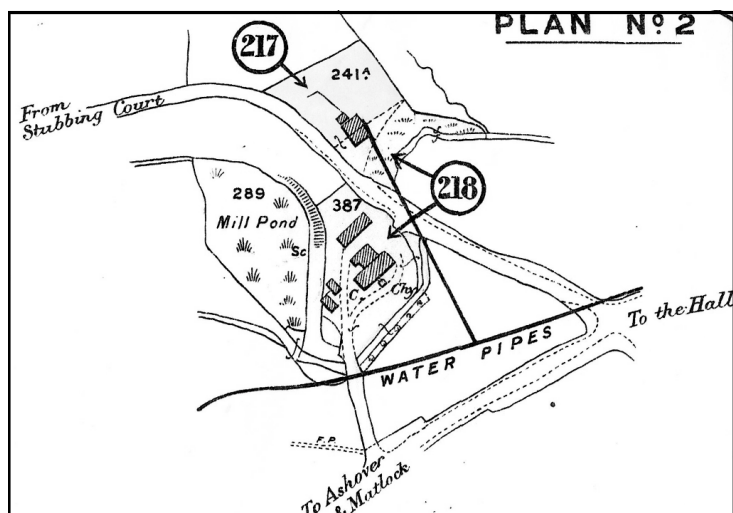 PLAN Nº 2
217
241ᴬ
From
Stubbing Court
218
289
Mill Pond
387
Sc
C
Chy
To the Hall
WATER PIPES
F.P.
To Ashover
& Matlock